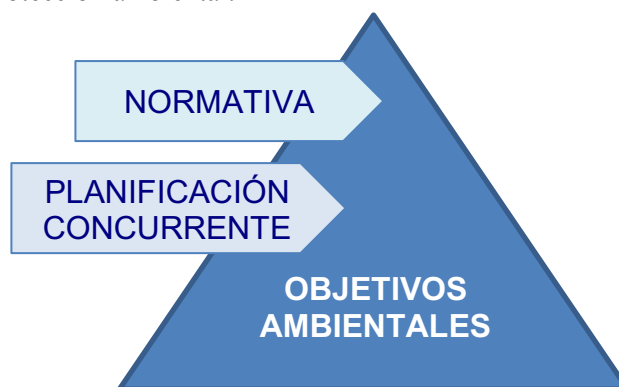 NORMATIVA
PLANIFICACIÓN
CONCURRENTE
OBJETIVOS
AMBIENTALES